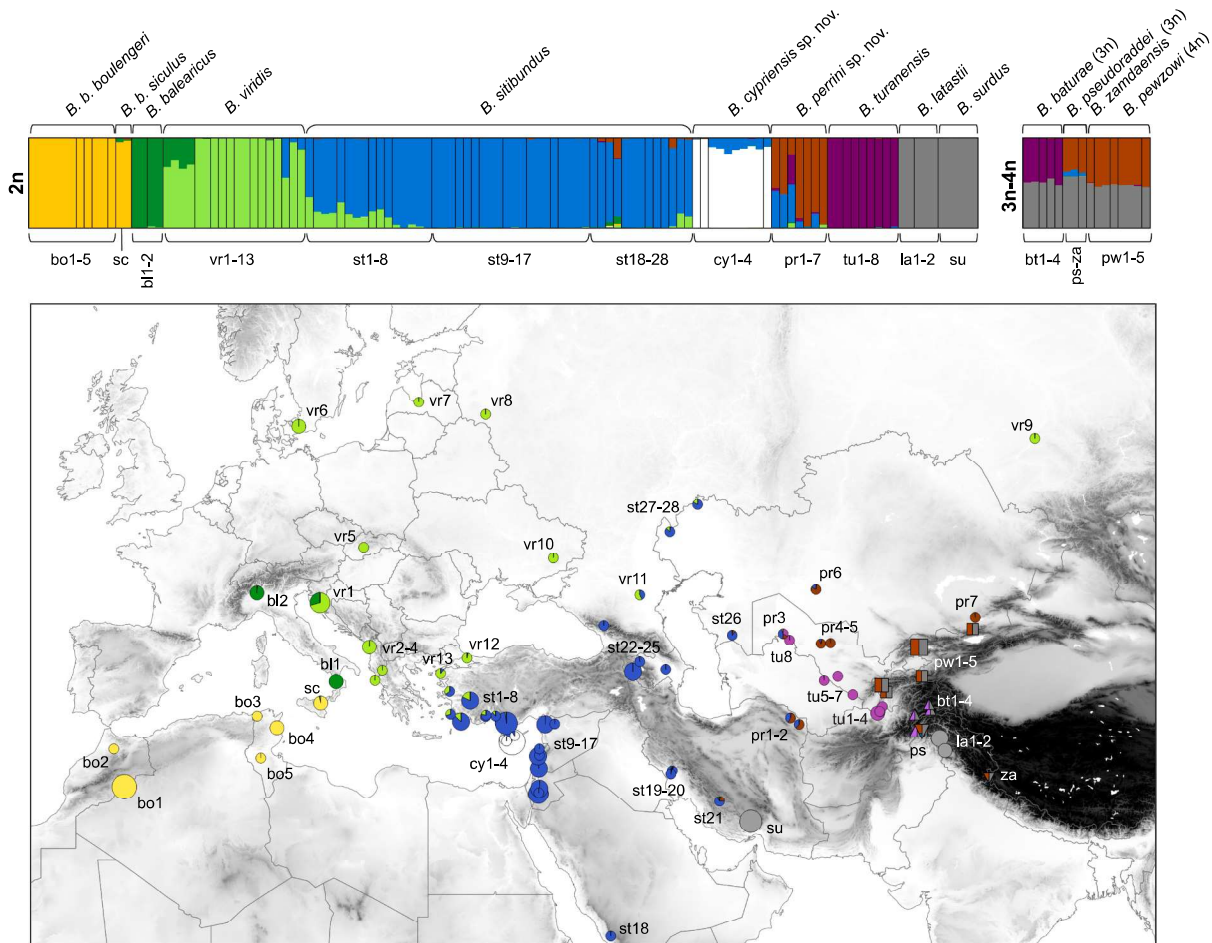 B. b. boulengeri
B. b. siculus
B. balearicus
B. viridis
B. sitibundus
B. cypriensis sp. nov.
B. perrini sp. nov.
B. turanensis
B. latastii
B. surdus
B. baturae (3n)
B. pseudoraddei (3n)
B. zamdaensis
B. pewzowi (4n)
2n
3n-4n
bo1-5
sc
bl1-2
vr1-13
st1-8
st9-17
st18-28
cy1-4
pr1-7
tu1-8
la1-2
su
bt1-4
ps-za
pw1-5
vr6
vr7
vr8
vr9
st27-28
vr5
vr10
pr6
vr11
bl2
vr1
pr7
pr3
st26
pr4-5
vr12
tu8
st22-25
vr2-4
pw1-5
vr13
bl1
sc
st1-8
tu5-7
bt1-4
bo3
tu1-4
bo4
la1-2
ps
pr1-2
bo2
bo5
st9-17
cy1-4
za
st19-20
bo1
st21
su
st18